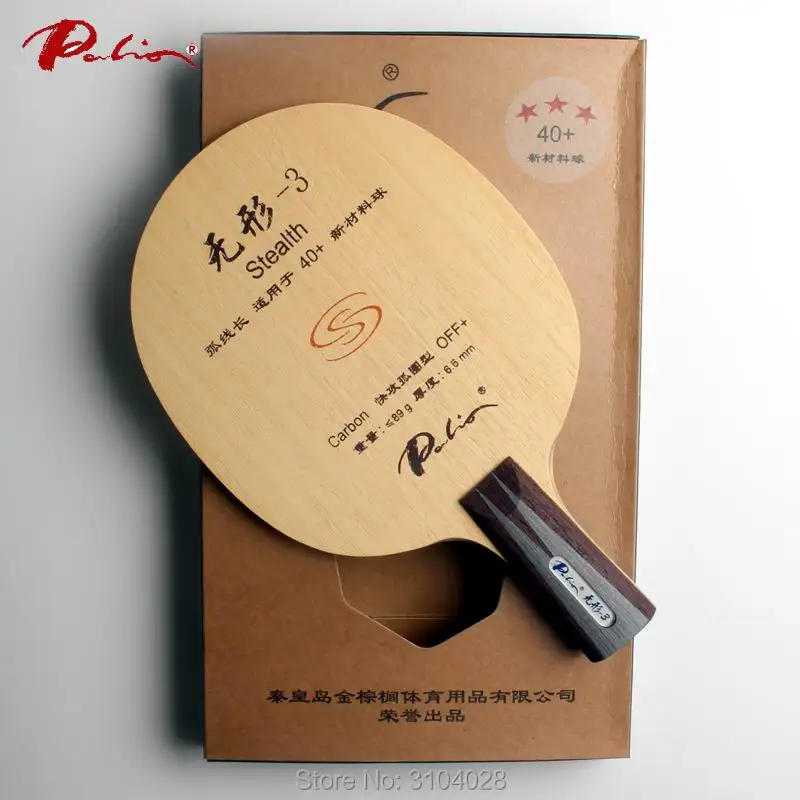 Palio®
®
40+
新材料球
无形-3
Stealth
弧线长 适用于 40+ 新材料球
S
Carbon 快攻弧圈型 OFF+
重量:≤89g 厚度:6.6mm
Palio®
Palio® 无形-3
秦皇岛金棕榈体育用品有限公司
荣誉出品
Store No: 3104028